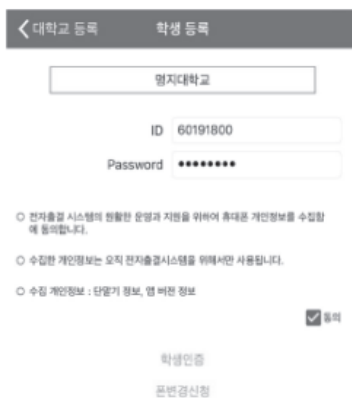 대학교 등록 학생 등록
명지대학교
ID 60191800
Password ••••••••
○ 전자출결 시스템의 원활한 운영과 지원을 위하여 휴대폰 개인정보를 수집함
에 동의합니다.
○ 수집한 개인정보는 오직 전자출결시스템을 위해서만 사용됩니다.
○ 수집 개인정보 : 단말기 정보, 앱 버전 정보
동의
학생인증
폰변경신청